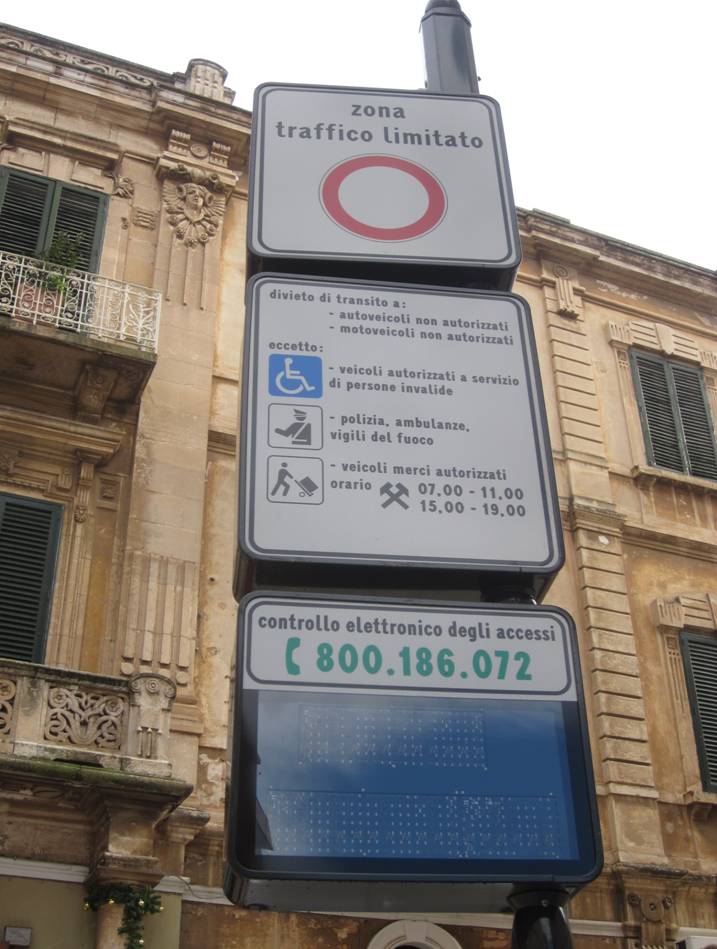 zona
traffico limitato
divieto di transito a:
- autoveicoli non autorizzati
- motoveicoli non autorizzati
eccetto:
- veicoli autorizzati a servizio
di persone invalide
- polizia, ambulanze,
vigili del fuoco
- veicoli merci autorizzati
orario 07.00 - 11.00
15.00 - 19.00
controllo elettronico degli accessi
800.186.072